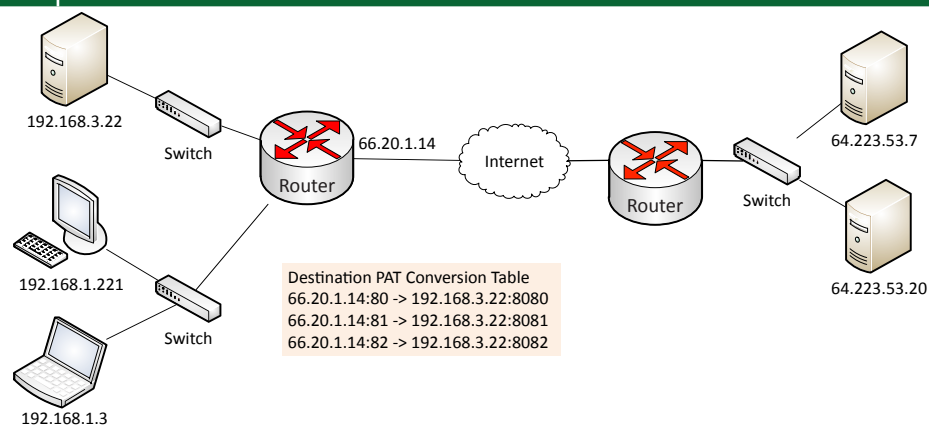 192.168.3.22
Switch
Router
66.20.1.14
Internet
Router
Switch
64.223.53.7
64.223.53.20
192.168.1.221
Switch
192.168.1.3
Destination PAT Conversion Table
66.20.1.14:80 -> 192.168.3.22:8080
66.20.1.14:81 -> 192.168.3.22:8081
66.20.1.14:82 -> 192.168.3.22:8082